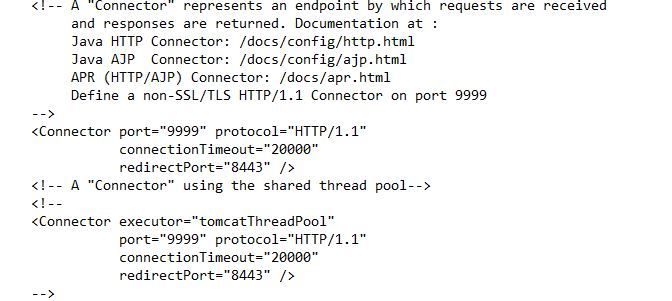 <!-- A "Connector" represents an endpoint by which requests are received
and responses are returned. Documentation at :
Java HTTP Connector: /docs/config/http.html
Java AJP  Connector: /docs/config/ajp.html
APR (HTTP/AJP) Connector: /docs/apr.html
Define a non-SSL/TLS HTTP/1.1 Connector on port 9999
-->
<Connector port="9999" protocol="HTTP/1.1"
connectionTimeout="20000"
redirectPort="8443" />
<!-- A "Connector" using the shared thread pool-->
<!--
<Connector executor="tomcatThreadPool"
port="9999" protocol="HTTP/1.1"
connectionTimeout="20000"
redirectPort="8443" />
-->